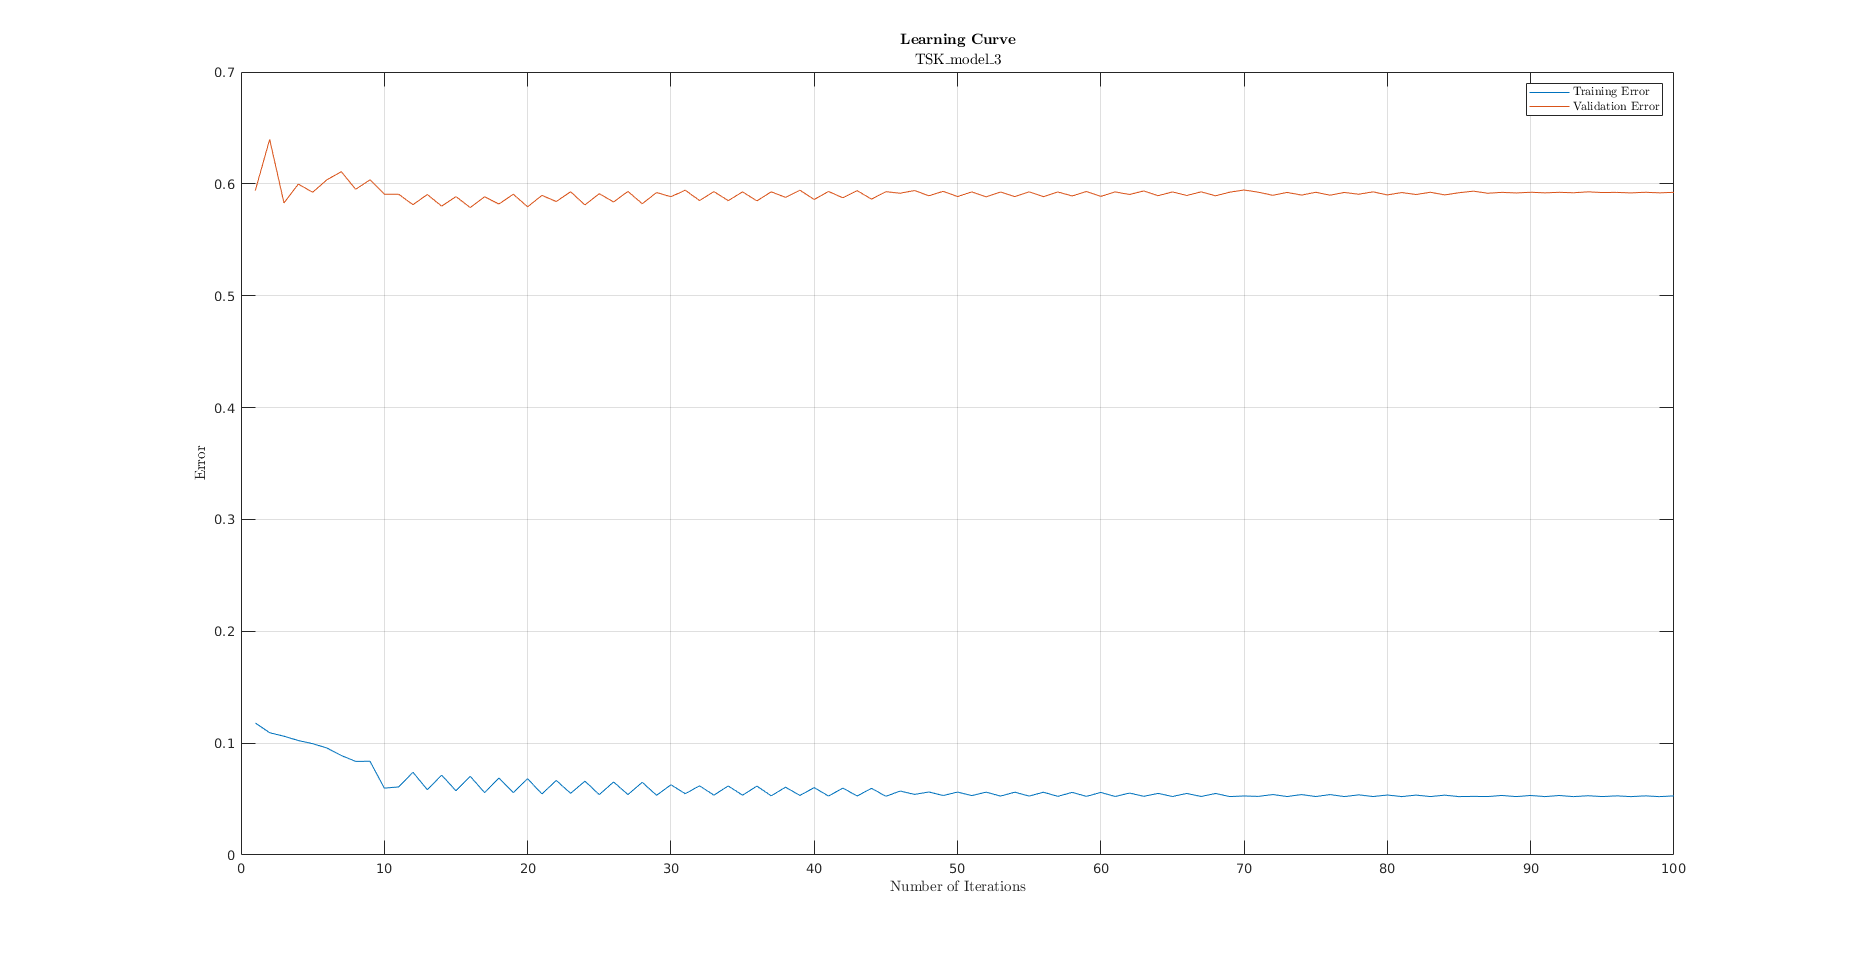 Learning Curve
TSK_model_3
Training Error
Validation Error
0.7
0.6
0.5
0.4
0.3
0.2
0.1
0
Error
0 10 20 30 40 50 60 70 80 90 100
Number of Iterations